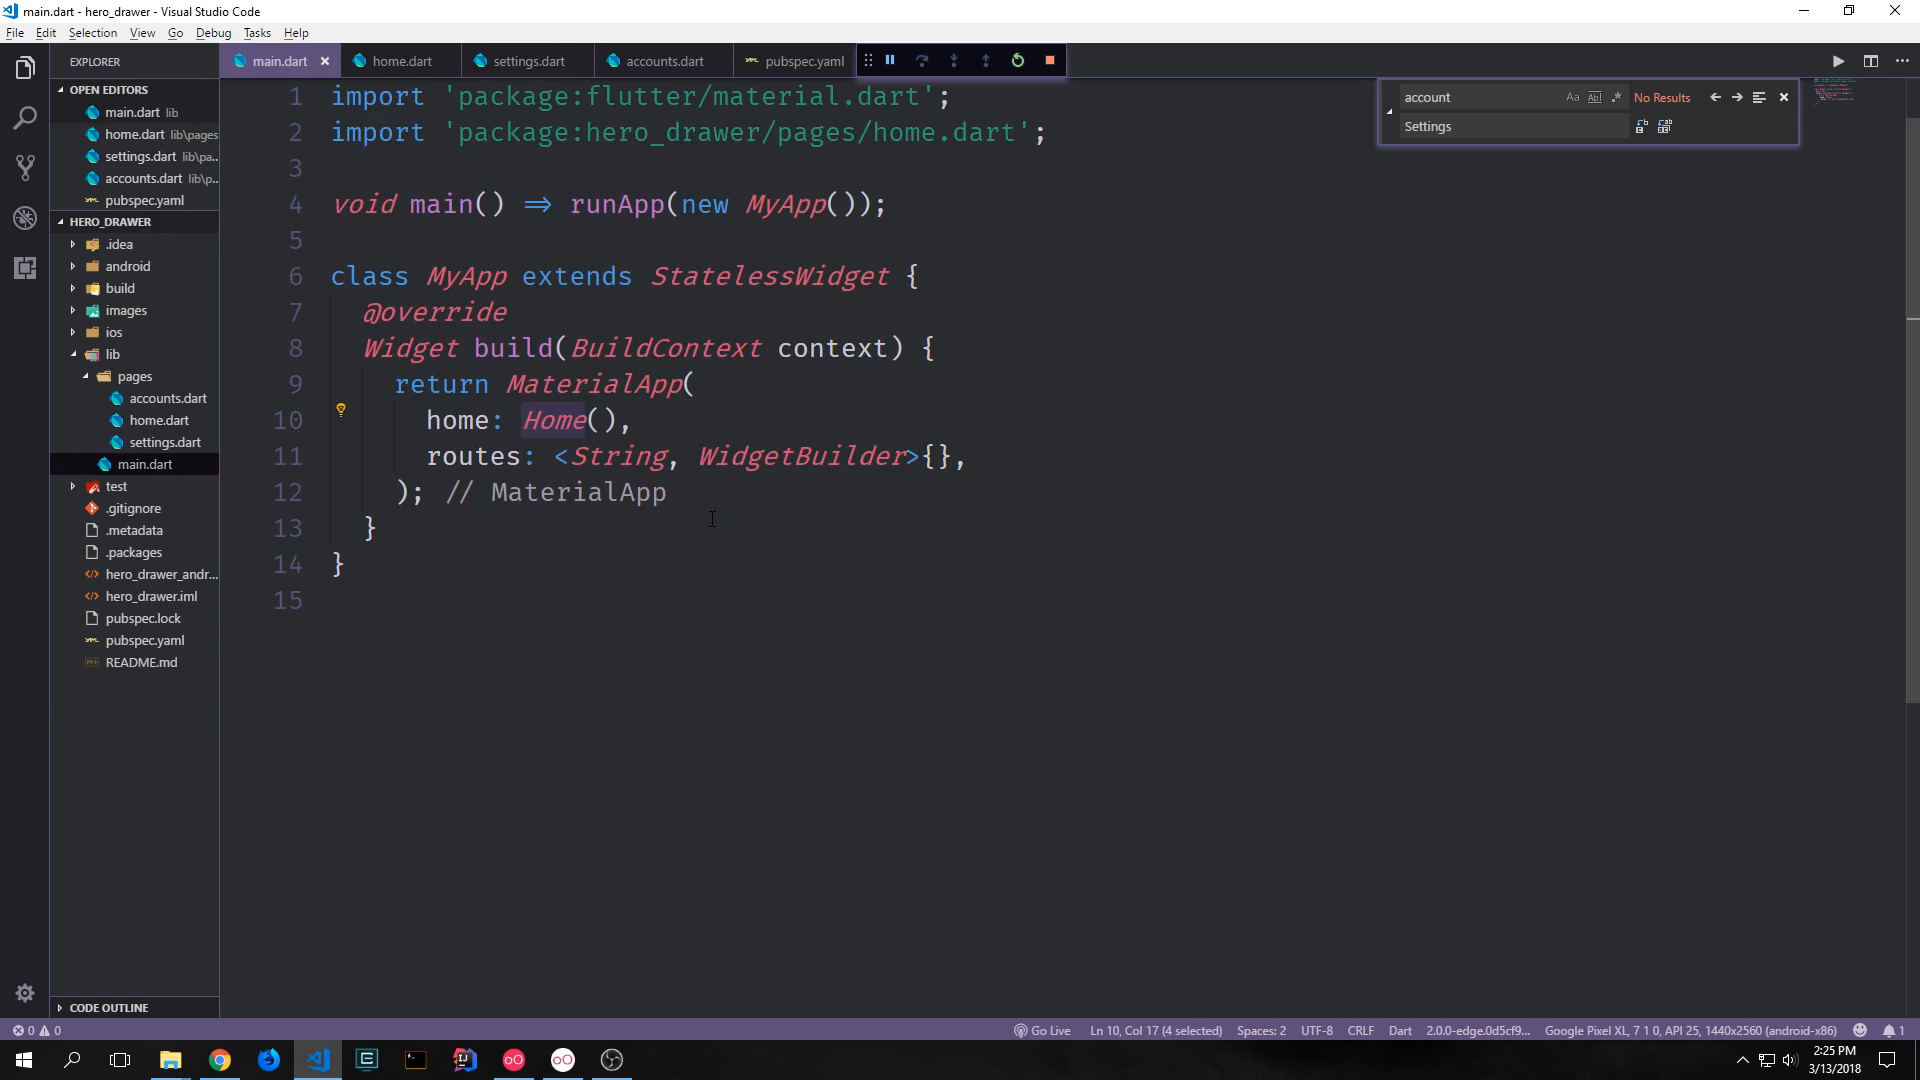 main.dart - hero_drawer - Visual Studio Code
File Edit Selection View Go Debug Tasks Help
EXPLORER
main.dart
home.dart
settings.dart
accounts.dart
pubspec.yaml
OPEN EDITORS
main.dart lib
home.dart lib\pages
settings.dart lib\pa...
accounts.dart lib\p...
pubspec.yaml
HERO_DRAWER
.idea
android
build
images
ios
lib
pages
accounts.dart
home.dart
settings.dart
main.dart
test
.gitignore
.metadata
.packages
hero_drawer_andr...
hero_drawer.iml
pubspec.lock
pubspec.yaml
README.md
CODE OUTLINE
account
Aa Abl .* No Results
Settings
1 import 'package:flutter/material.dart';
2 import 'package:hero_drawer/pages/home.dart';
3
4 void main() => runApp(new MyApp());
5
6 class MyApp extends StatelessWidget {
7 @override
8 Widget build(BuildContext context) {
9 return MaterialApp(
10 home: Home(),
11 routes: <String, WidgetBuilder>{},
12 ); // MaterialApp
13 }
14 }
15
0 0
Go Live Ln 10, Col 17 (4 selected) Spaces: 2 UTF-8 CRLF Dart 2.0.0-edge.0d5cf9... Google Pixel XL, 7 1 0, API 25, 1440x2560 (android-x86) 1
2:25 PM
3/13/2018